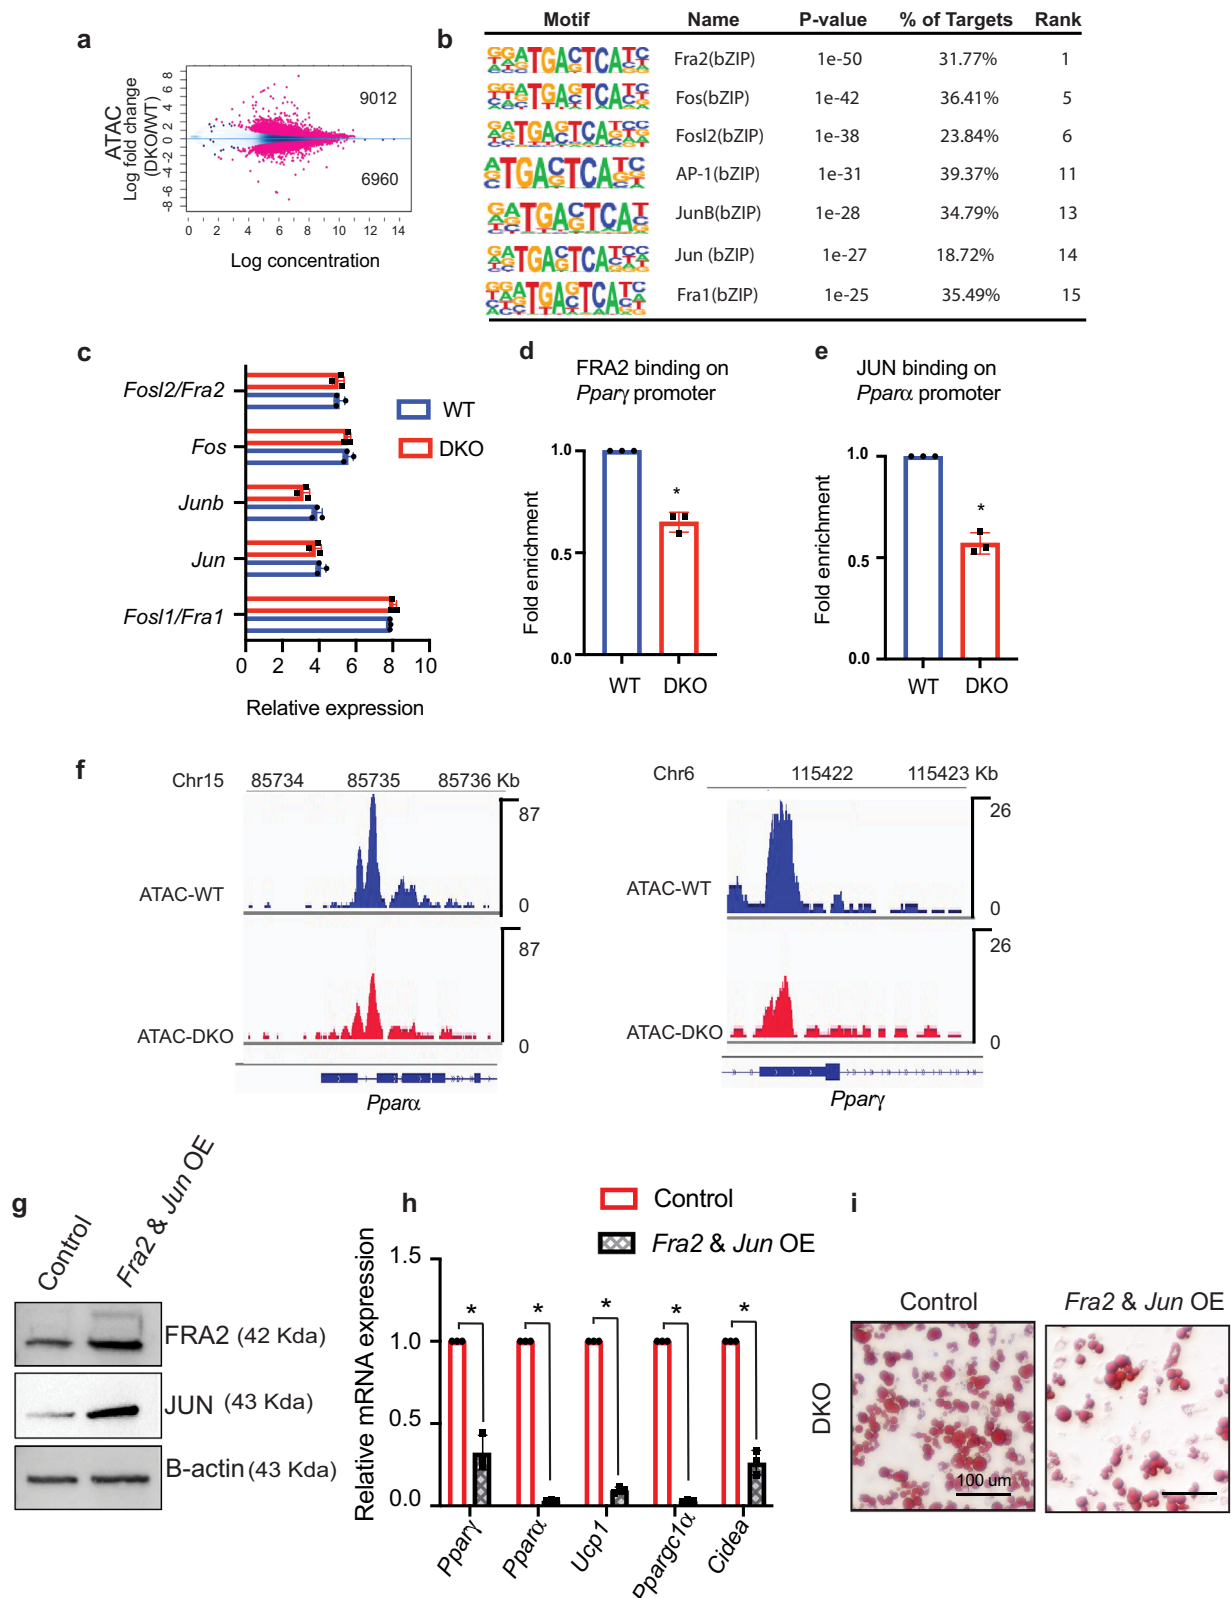 a
ATAC
Log fold change
(DKO/WT)
-8 -6 -4 -2 0 2 4 6 8
9012
6960
0 2 4 6 8 10 12 14
Log concentration
b
Motif Name P-value % of Targets Rank
Fra2(bZIP) 1e-50 31.77% 1
Fos(bZIP) 1e-42 36.41% 5
Fosl2(bZIP) 1e-38 23.84% 6
AP-1(bZIP) 1e-31 39.37% 11
JunB(bZIP) 1e-28 34.79% 13
Jun (bZIP) 1e-27 18.72% 14
Fra1(bZIP) 1e-25 35.49% 15
c
Fosl2/Fra2
Fos
Junb
Jun
Fosl1/Fra1
WT
DKO
0 2 4 6 8 10
Relative expression
d
FRA2 binding on
Pparγ promoter
Fold enrichment
1.0
0.5
0.0
*
WT DKO
e
JUN binding on
Pparα promoter
Fold enrichment
1.0
0.5
0.0
*
WT DKO
f
Chr15 85734 85735 85736 Kb
87
ATAC-WT
0
87
ATAC-DKO
0
Pparα
Chr6 115422 115423 Kb
26
ATAC-WT
0
26
ATAC-DKO
0
Pparγ
g
Control
Fra2 & Jun OE
FRA2 (42 Kda)
JUN (43 Kda)
B-actin (43 Kda)
h
Control
Fra2 & Jun OE
Relative mRNA expression
1.5
1.0
0.5
0.0
* * * * *
Pparγ
Pparα
Ucp1
Ppargc1α
Cidea
i
Control Fra2 & Jun OE
DKO
100 um